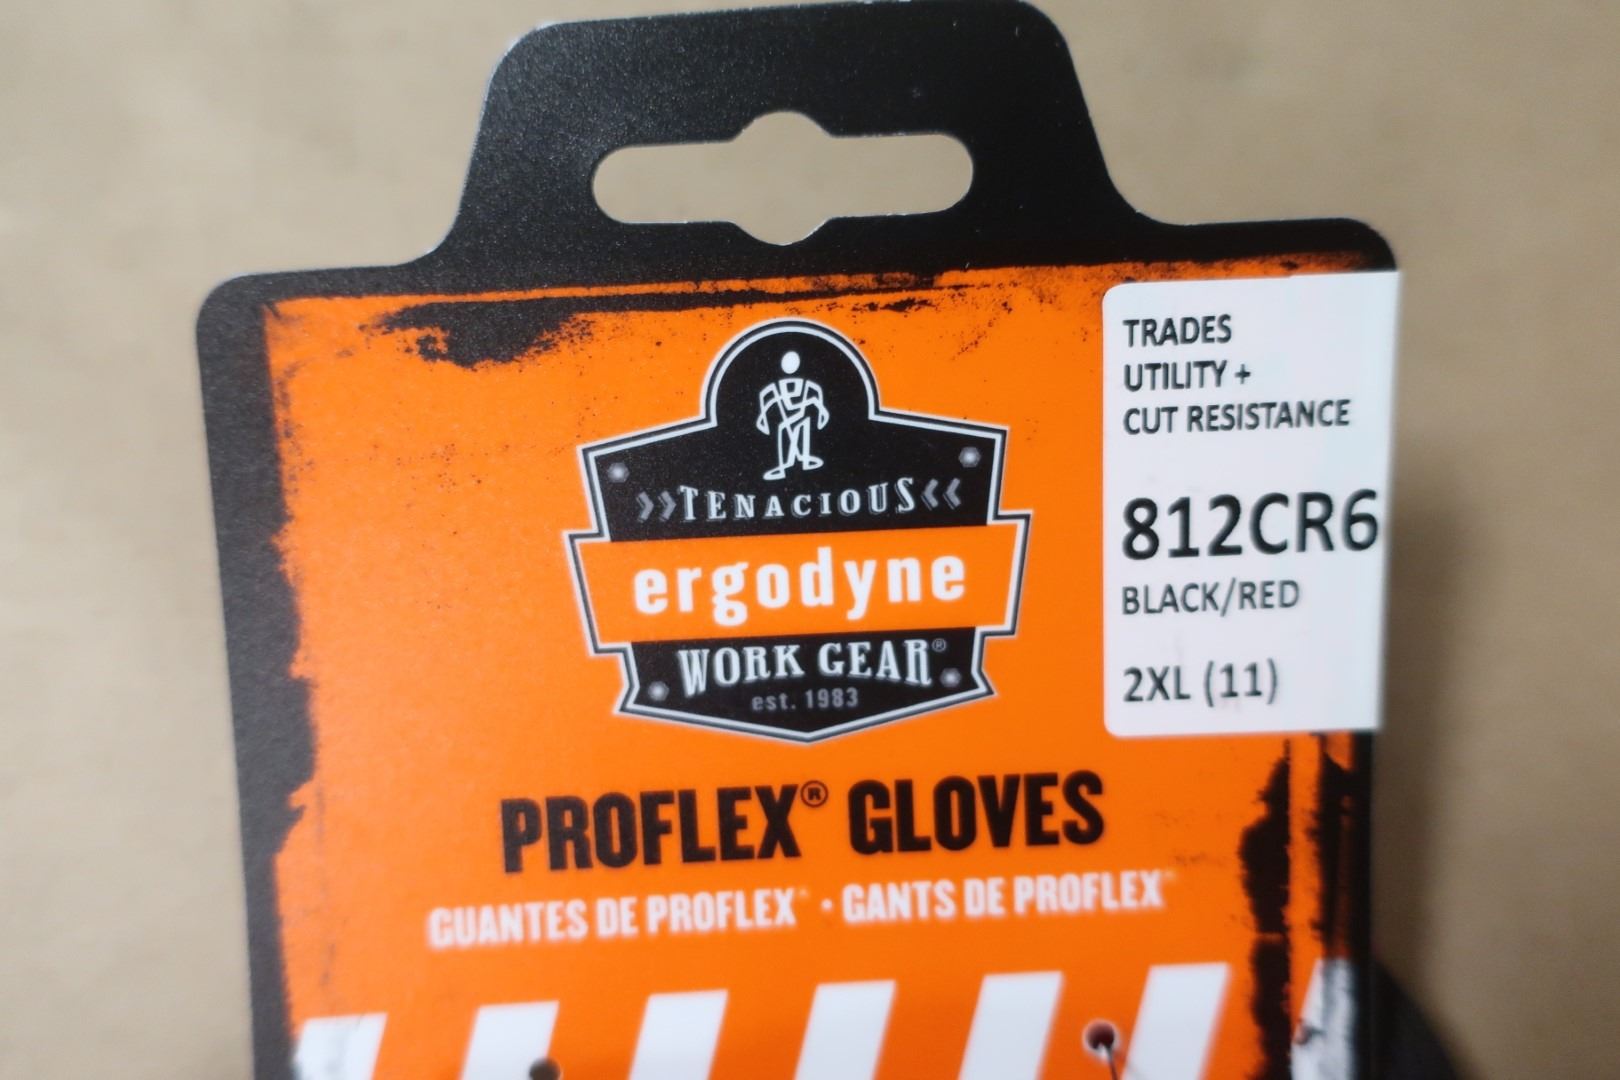 TRADES
UTILITY +
CUT RESISTANCE
812CR6
BLACK/RED
2XL (11)
»TENACIOUS«
ergodyne
WORK GEAR®
est. 1983
PROFLEX® GLOVES
GUANTES DE PROFLEX® • GANTS DE PROFLEX®